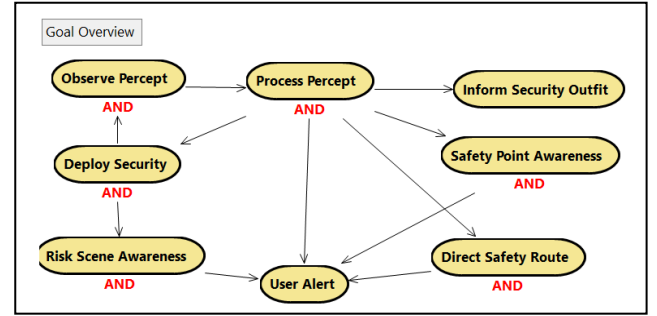 Goal Overview
Observe Percept
AND
Process Percept
AND
Inform Security Outfit
Deploy Security
AND
Safety Point Awareness
AND
Risk Scene Awareness
AND
User Alert
Direct Safety Route
AND